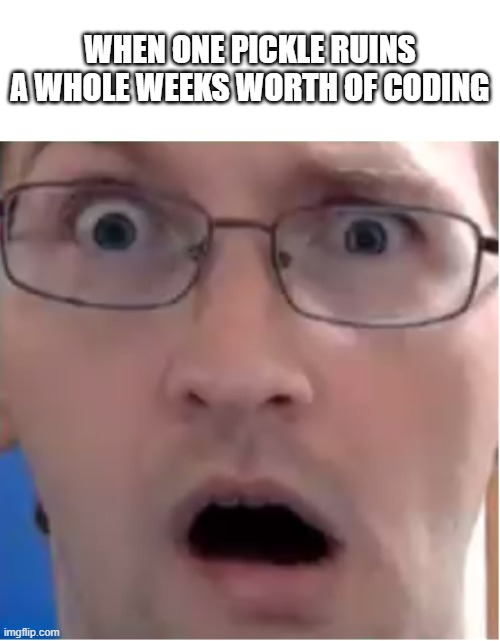 WHEN ONE PICKLE RUINS
A WHOLE WEEKS WORTH OF CODING
imgflip.com